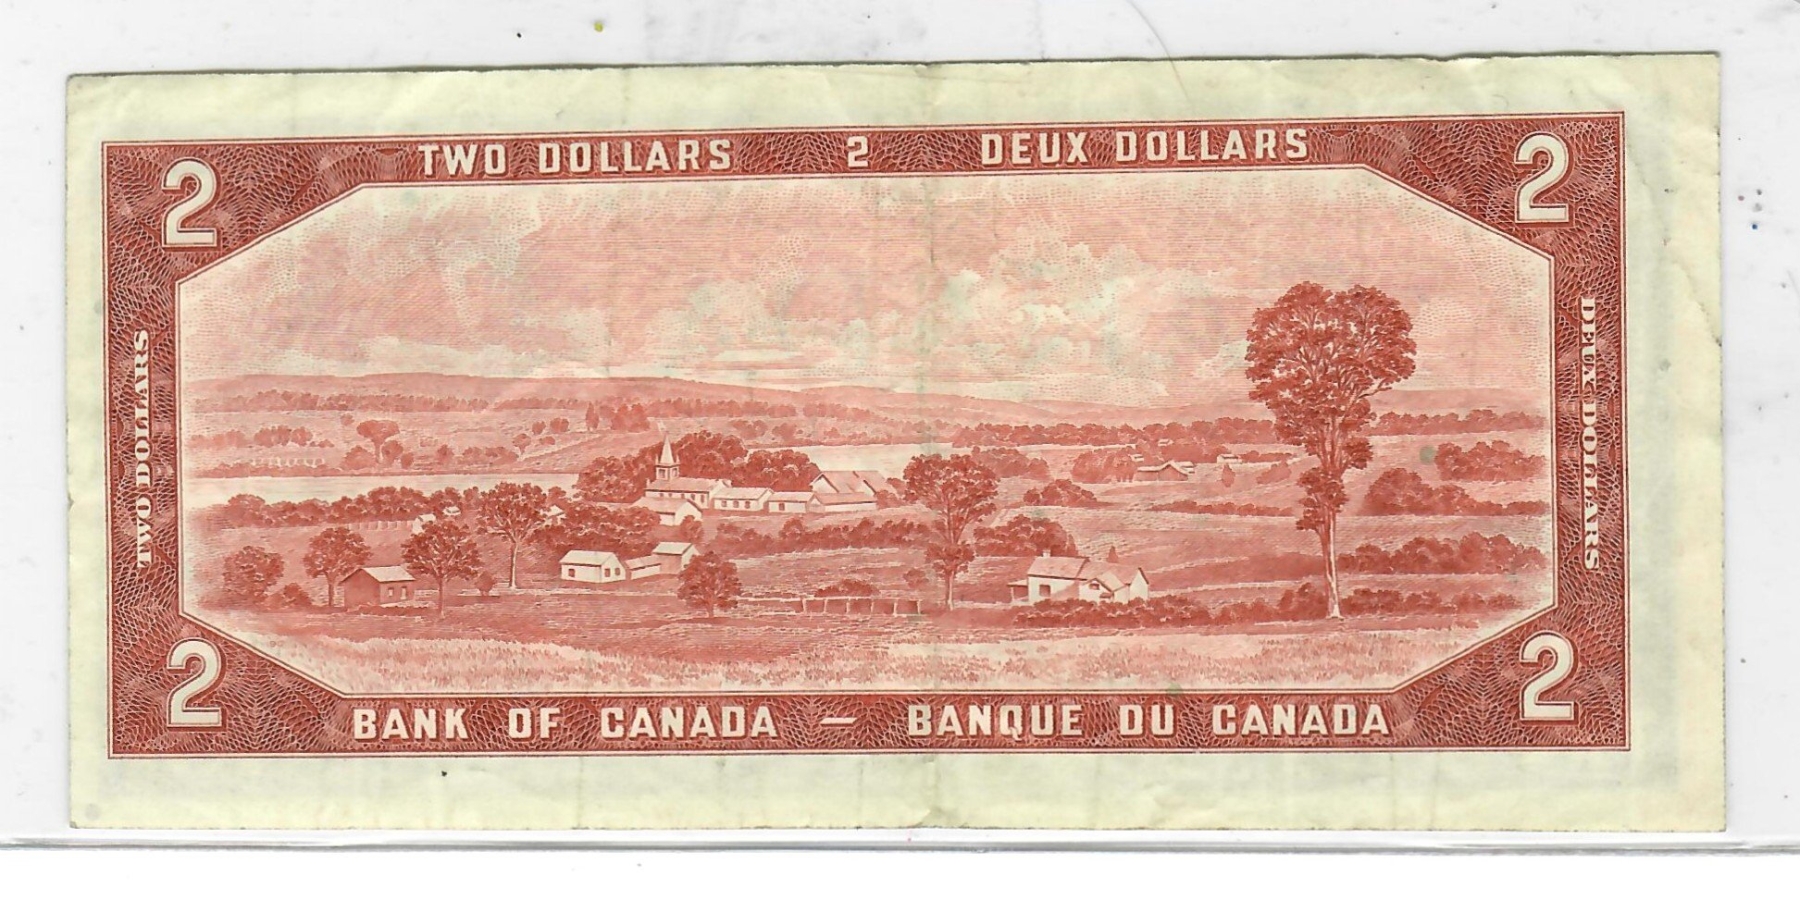 TWO DOLLARS 2 DEUX DOLLARS
2 2
TWO DOLLARS
DEUX DOLLARS
2 2
BANK OF CANADA — BANQUE DU CANADA